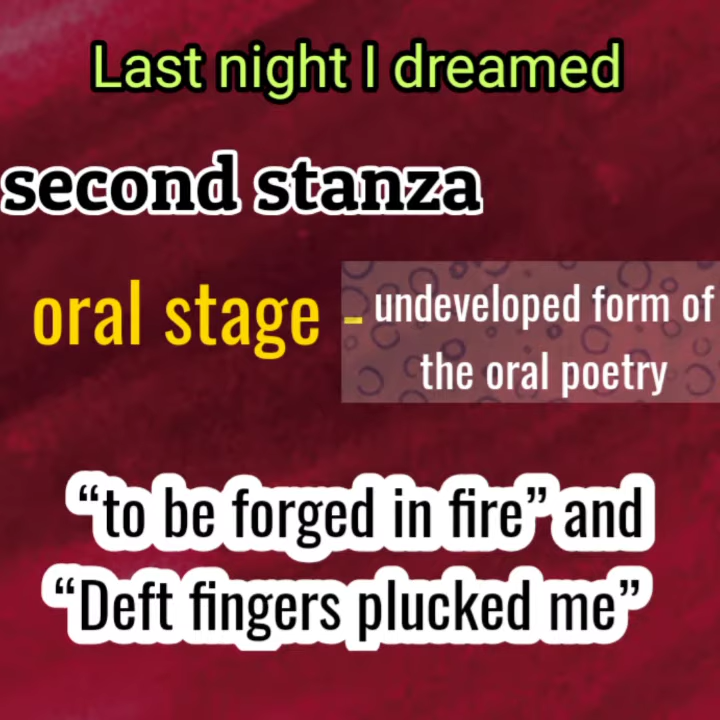 Last night I dreamed
second stanza
oral stage - undeveloped form of
the oral poetry
“to be forged in fire” and
“Deft fingers plucked me”